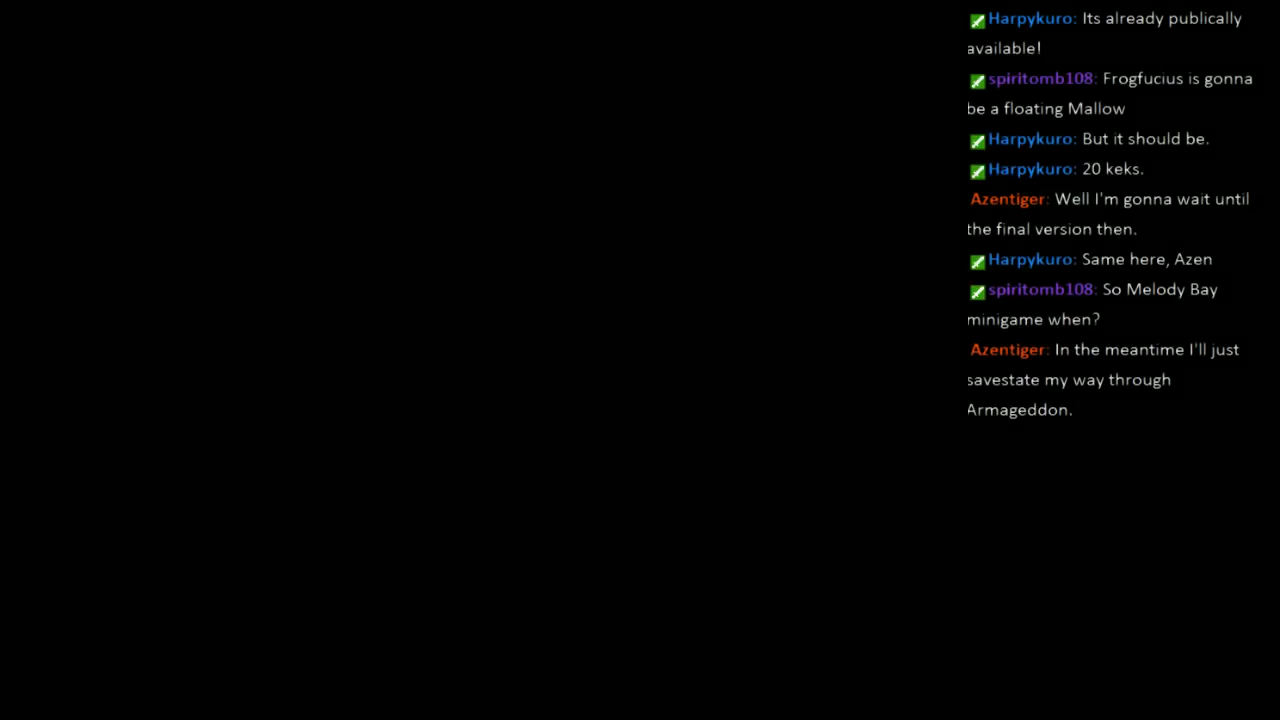 Harpykuro: Its already publically
available!
spiritomb108: Frogfucius is gonna
be a floating Mallow
Harpykuro: But it should be.
Harpykuro: 20 keks.
Azentiger: Well I'm gonna wait until
the final version then.
Harpykuro: Same here, Azen
spiritomb108: So Melody Bay
minigame when?
Azentiger: In the meantime I'll just
savestate my way through
Armageddon.